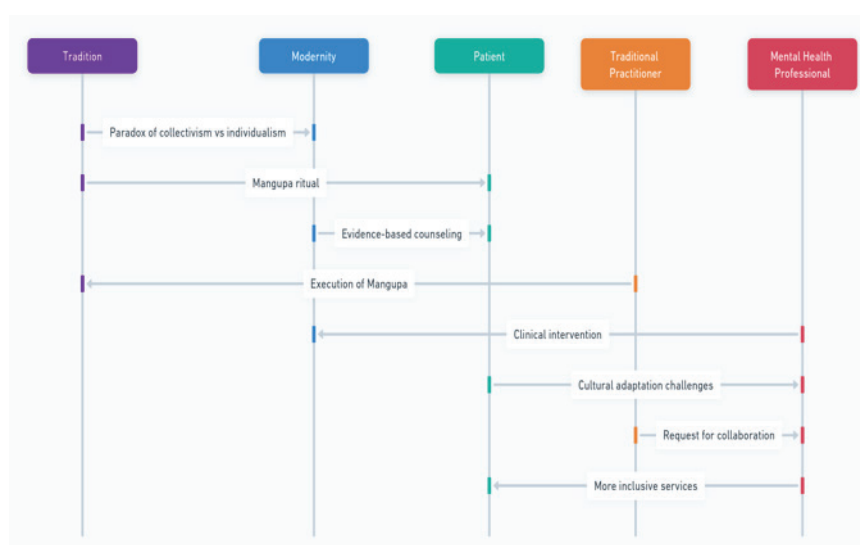 Tradition
Modernity
Patient
Traditional
Practitioner
Mental Health
Professional
Paradox of collectivism vs individualism
Mangupa ritual
Evidence-based counseling
Execution of Mangupa
Clinical intervention
Cultural adaptation challenges
Request for collaboration
More inclusive services